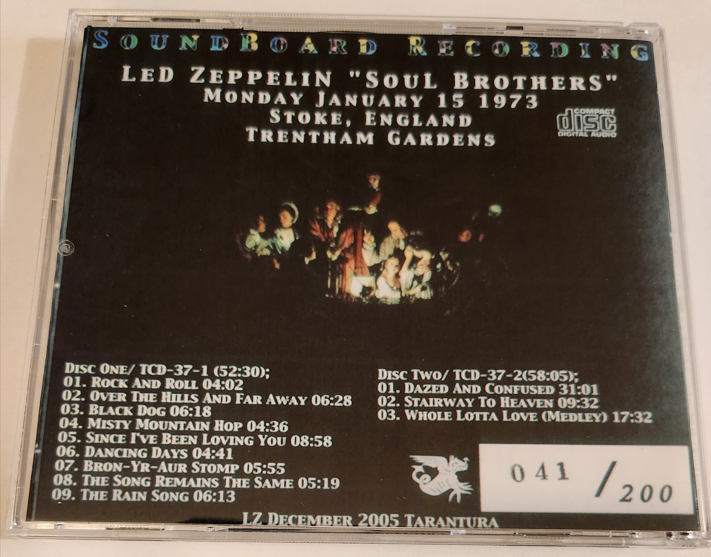 SOUNDBOARD RECORDING
LED ZEPPELIN "SOUL BROTHERS"
MONDAY JANUARY 15 1973
STOKE, ENGLAND
TRENTHAM GARDENS
COMPACT
disc
DIGITAL AUDIO
DISC ONE/ TCD-37-1 (52:30);
01. ROCK AND ROLL 04:02
02. OVER THE HILLS AND FAR AWAY 06:28
03. BLACK DOG 06:18
04. MISTY MOUNTAIN HOP 04:36
05. SINCE I'VE BEEN LOVING YOU 08:58
06. DANCING DAYS 04:41
07. BRON-YR-AUR STOMP 05:55
08. THE SONG REMAINS THE SAME 05:19
09. THE RAIN SONG 06:13
DISC TWO/ TCD-37-2(58:05);
01. DAZED AND CONFUSED 31:01
02. STAIRWAY TO HEAVEN 09:32
03. WHOLE LOTTA LOVE (MEDLEY) 17:32
041 / 200
LZ DECEMBER 2005 TARANTURA